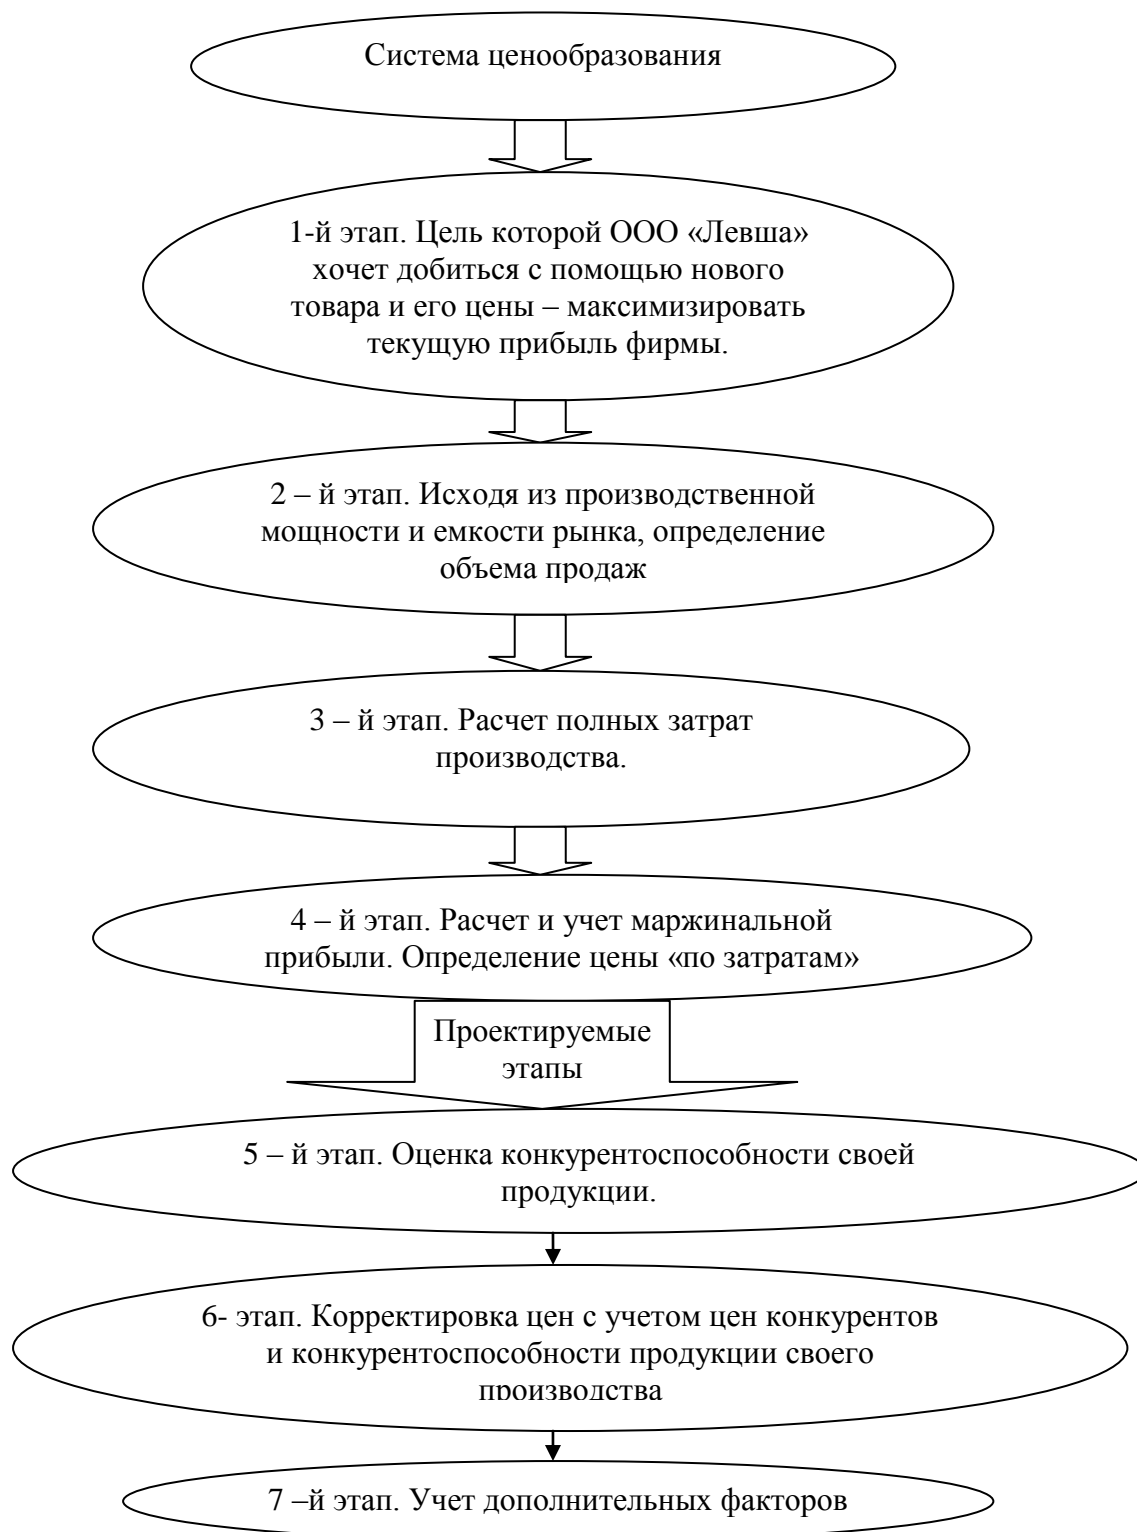 Система ценообразования
1-й этап. Цель которой ООО «Левша»
хочет добиться с помощью нового
товара и его цены – максимизировать
текущую прибыль фирмы.
2 – й этап. Исходя из производственной
мощности и емкости рынка, определение
объема продаж
3 – й этап. Расчет полных затрат
производства.
4 – й этап. Расчет и учет маржинальной
прибыли. Определение цены «по затратам»
Проектируемые
этапы
5 – й этап. Оценка конкурентоспособности своей
продукции.
6- этап. Корректировка цен с учетом цен конкурентов
и конкурентоспособности продукции своего
производства
7 –й этап. Учет дополнительных факторов